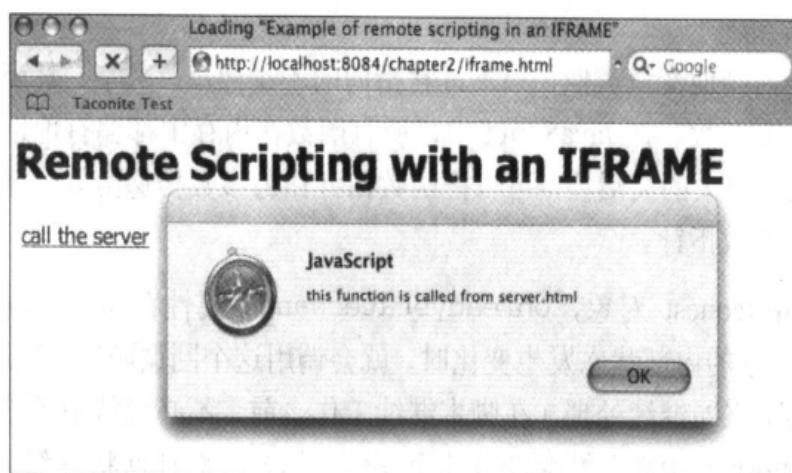 Loading "Example of remote scripting in an IFRAME"
http://localhost:8084/chapter2/iframe.html
Google
Taconite Test
Remote Scripting with an IFRAME
call the server
JavaScript
this function is called from server.html
OK